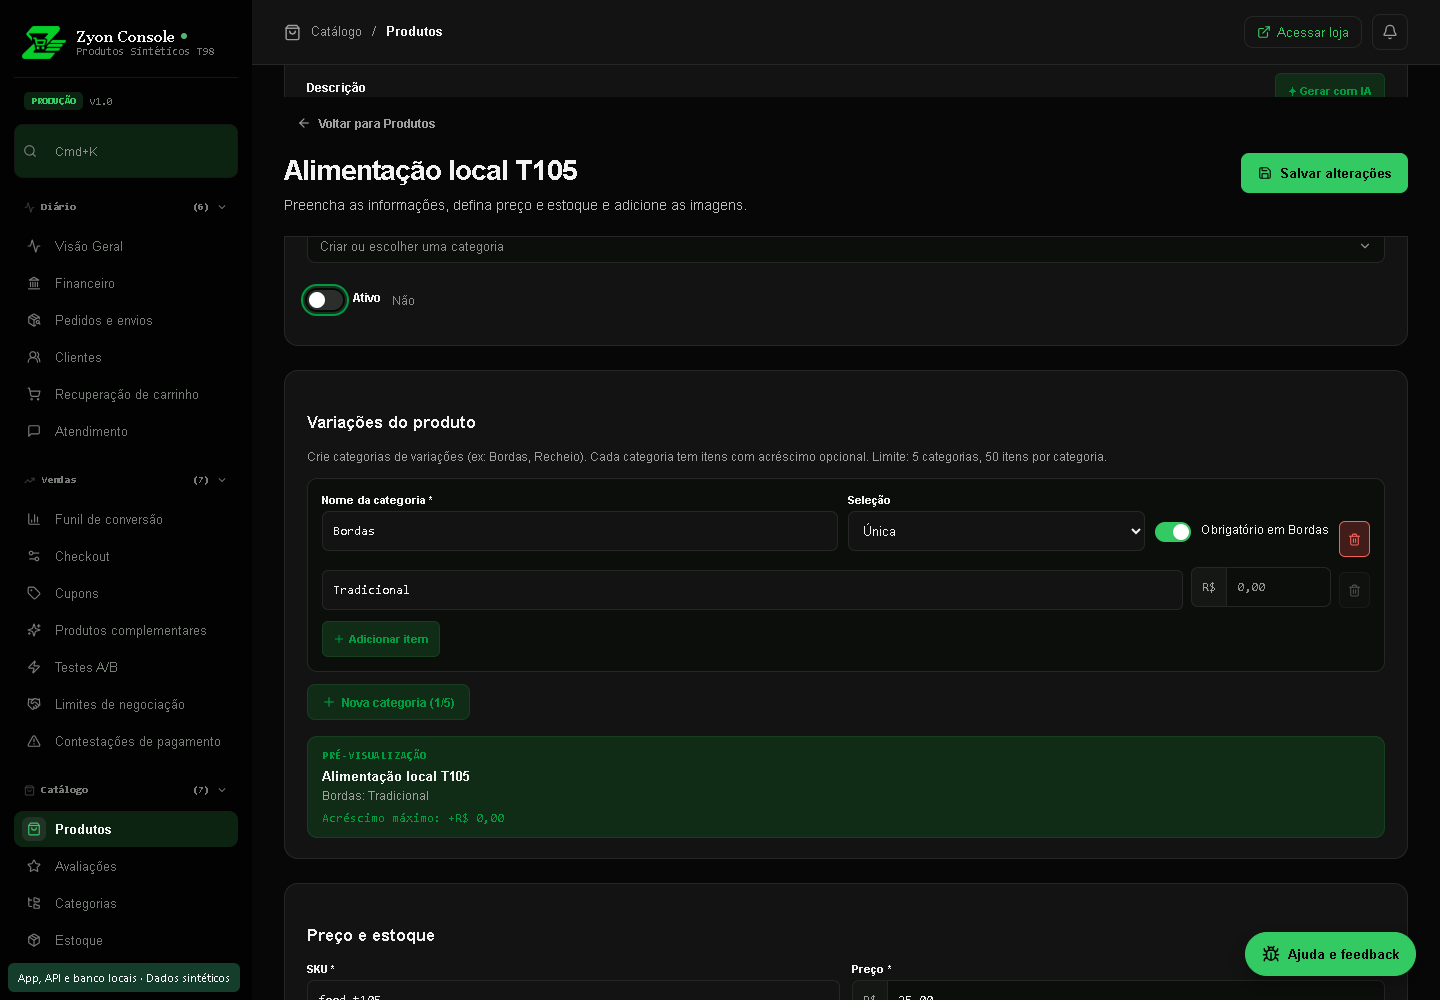 Zyon Console
Produtos Sintéticos T98
PRODUÇÃO v1.0
Cmd+K
Diário (6)
Visão Geral
Financeiro
Pedidos e envios
Clientes
Recuperação de carrinho
Atendimento
Vendas (7)
Funil de conversão
Checkout
Cupons
Produtos complementares
Testes A/B
Limites de negociação
Contestações de pagamento
Catálogo (7)
Produtos
Avaliações
Categorias
Estoque
App, API e banco locais · Dados sintéticos
Catálogo / Produtos
Acessar loja
Descrição
Gerar com IA
Voltar para Produtos
Alimentação local T105
Salvar alterações
Preencha as informações, defina preço e estoque e adicione as imagens.
Criar ou escolher uma categoria
Ativo Não
Variações do produto
Crie categorias de variações (ex: Bordas, Recheio). Cada categoria tem itens com acréscimo opcional. Limite: 5 categorias, 50 itens por categoria.
Nome da categoria * Seleção
Bordas Única Obrigatório em Bordas
Tradicional R$ 0,00
+ Adicionar item
+ Nova categoria (1/5)
PRÉ-VISUALIZAÇÃO
Alimentação local T105
Bordas: Tradicional
Acréscimo máximo: +R$ 0,00
Preço e estoque
SKU * Preço *
food-t105 R$ 25,00
Ajuda e feedback